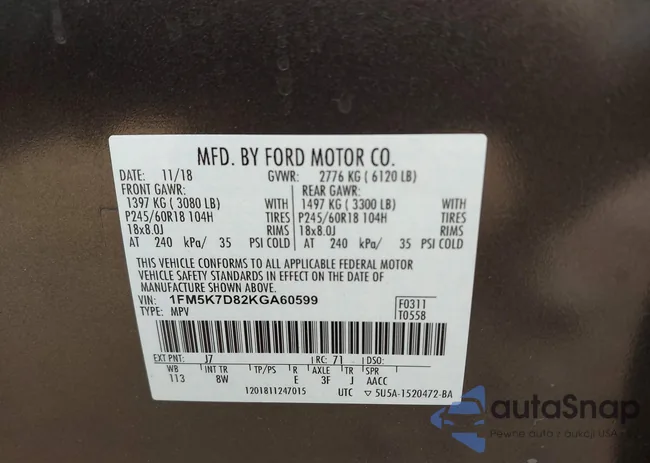 MFD. BY FORD MOTOR CO.
DATE: 11/18 GVWR: 2776 KG ( 6120 LB)
FRONT GAWR: REAR GAWR:
1397 KG ( 3080 LB) WITH 1497 KG ( 3300 LB) WITH
P245/60R18 104H TIRES P245/60R18 104H TIRES
18x8.0J RIMS 18x8.0J RIMS
AT 240 kPa/ 35 PSI COLD AT 240 kPa/ 35 PSI COLD
THIS VEHICLE CONFORMS TO ALL APPLICABLE FEDERAL MOTOR
VEHICLE SAFETY STANDARDS IN EFFECT ON THE DATE OF
MANUFACTURE SHOWN ABOVE.
VIN: 1FM5K7D82KGA60599 F0311
TYPE: MPV T0558
EXT PNT: J7 RC: 71 DSO:
WB INT TR TP/PS R AXLE TR SPR
113 8W E 3F J AACC
1201811247015 UTC ▽ 5U5A-1520472-BA
autaSnap
Pewne auta z aukcji USA